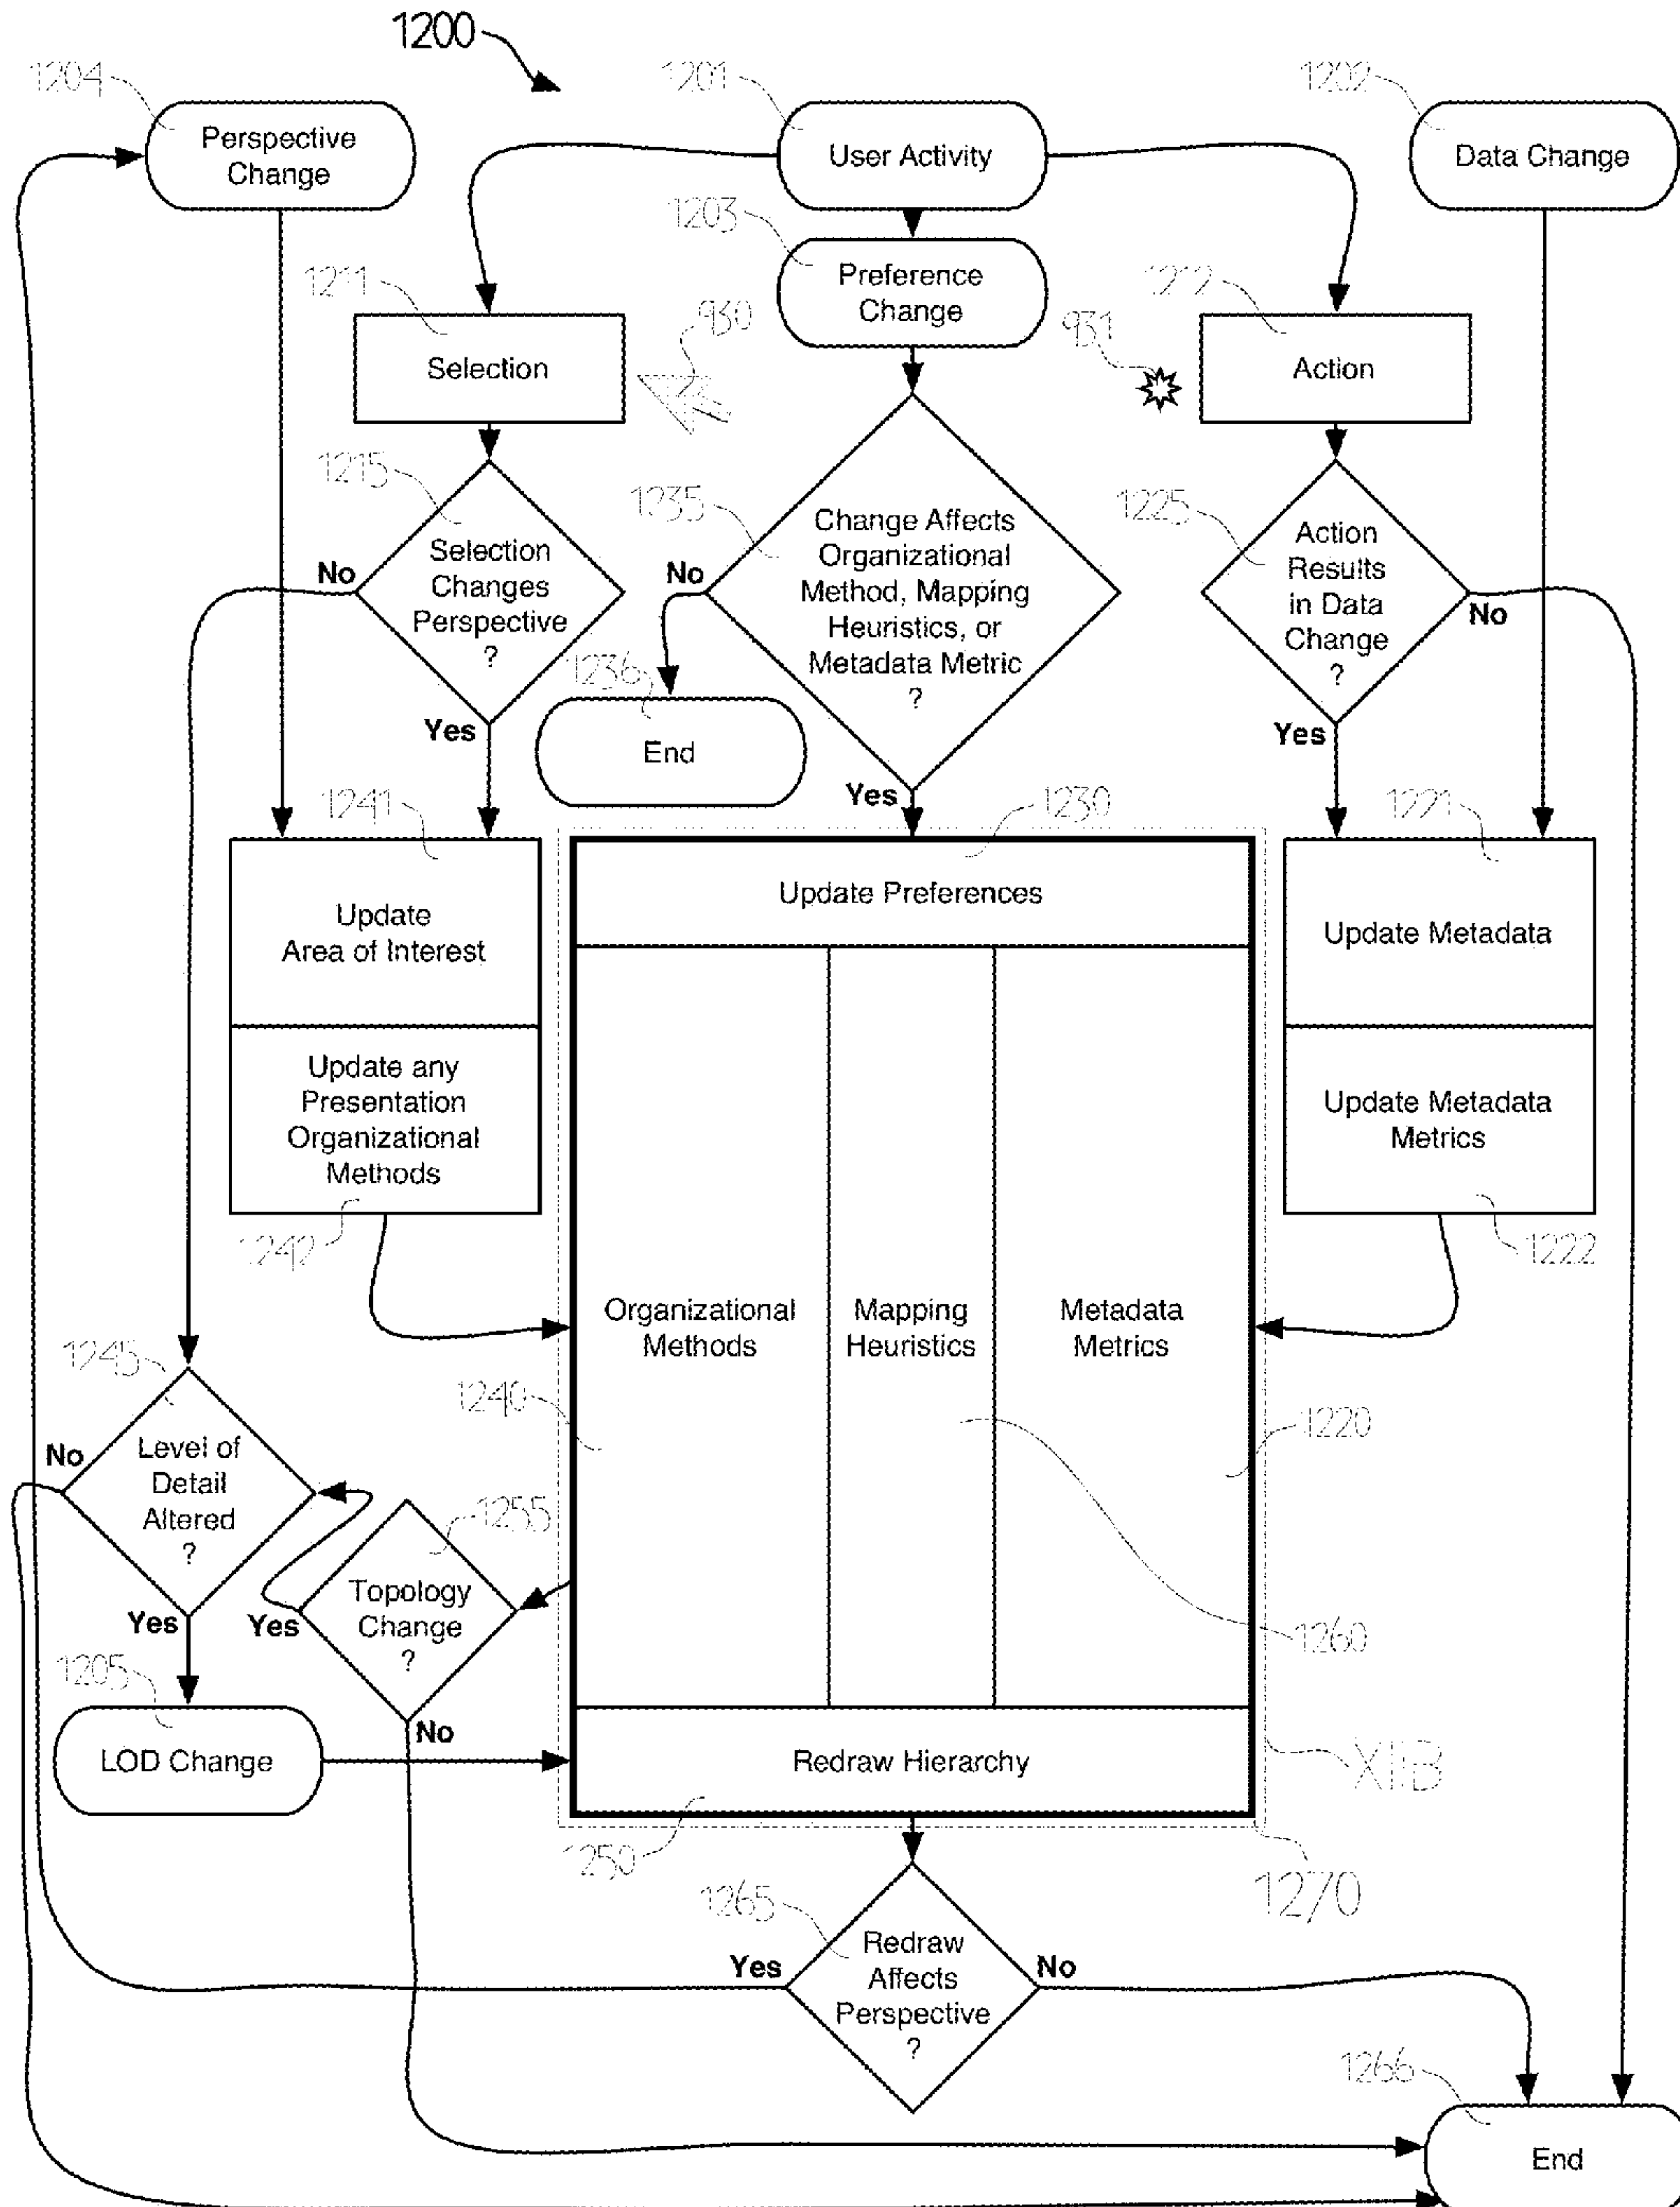 1200
1204
1201
1202
Perspective
Change
User Activity
Data Change
1203
Preference
Change
1211
930
931
1212
Selection
Action
1215
Selection
Changes
Perspective
?
No
Yes
1235
Change Affects
Organizational
Method, Mapping
Heuristics, or
Metadada Metric
?
No
Yes
1225
Action
Results
in Data
Change
?
No
Yes
1236
End
1241
1230
1221
Update
Area of Interest
Update Preferences
Update Metadata
Update any
Presentation
Organizational
Methods
Update Metadata
Metrics
1242
1222
Organizational
Methods
Mapping
Heuristics
Metadada
Metrics
1245
1240
1220
No
Level of
Detail
Altered
?
Yes
1255
Topology
Change
?
Yes
No
1260
1205
LOD Change
Redraw Hierarchy
XIIB
1250
1270
1265
Redraw
Affects
Perspective
?
Yes
No
1266
End